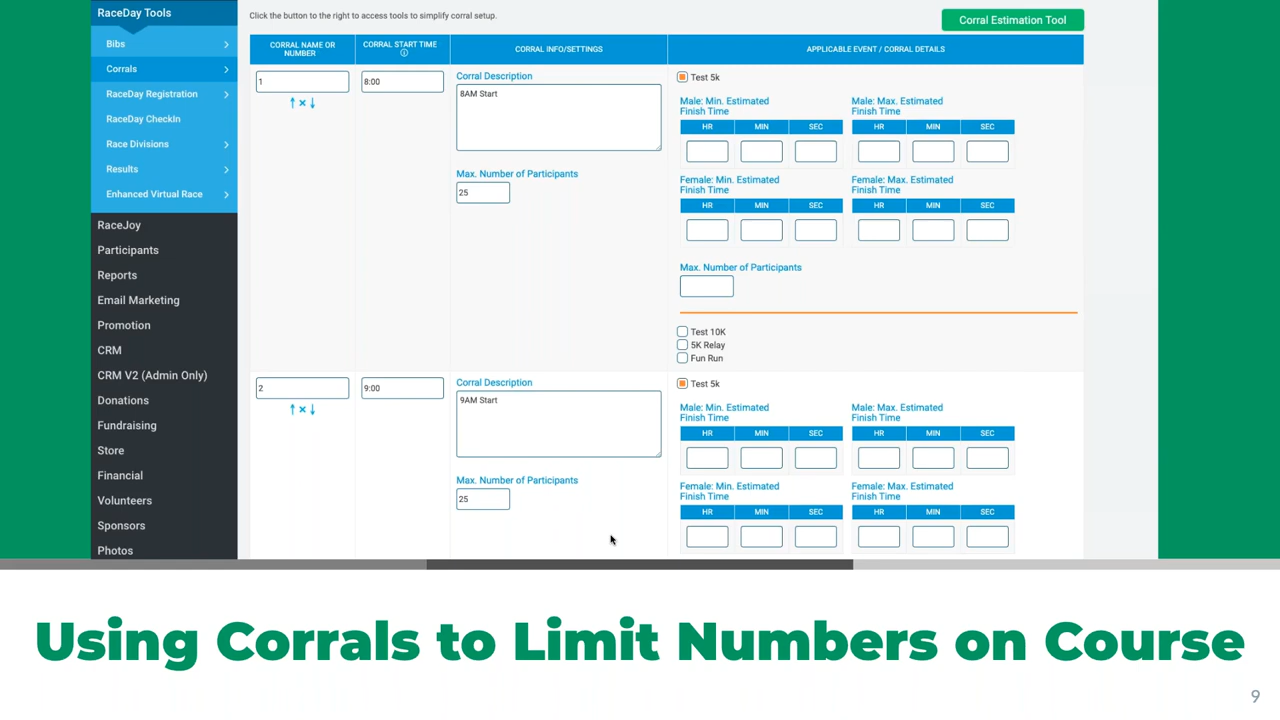 RaceDay Tools
Bibs
Corrals
RaceDay Registration
RaceDay CheckIn
Race Divisions
Results
Enhanced Virtual Race
RaceJoy
Participants
Reports
Email Marketing
Promotion
CRM
CRM V2 (Admin Only)
Donations
Fundraising
Store
Financial
Volunteers
Sponsors
Photos
Click the button to the right to access tools to simplify corral setup.
Corral Estimation Tool
CORRAL NAME OR
NUMBER
CORRAL START TIME
CORRAL INFO/SETTINGS
APPLICABLE EVENT / CORRAL DETAILS
1
8:00
Corral Description
8AM Start
Max. Number of Participants
25
Test 5k
Male: Min. Estimated
Finish Time
HR MIN SEC
Male: Max. Estimated
Finish Time
HR MIN SEC
Female: Min. Estimated
Finish Time
HR MIN SEC
Female: Max. Estimated
Finish Time
HR MIN SEC
Max. Number of Participants
Test 10K
5K Relay
Fun Run
2
9:00
Corral Description
9AM Start
Max. Number of Participants
25
Test 5k
Male: Min. Estimated
Finish Time
HR MIN SEC
Male: Max. Estimated
Finish Time
HR MIN SEC
Female: Min. Estimated
Finish Time
HR MIN SEC
Female: Max. Estimated
Finish Time
HR MIN SEC
Using Corrals to Limit Numbers on Course
9